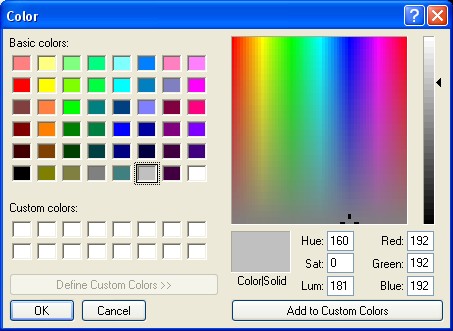 Color
Basic colors:
Custom colors:
Define Custom Colors >>
OK
Cancel
Hue: 160
Sat: 0
Lum: 181
Red: 192
Green: 192
Blue: 192
Color|Solid
Add to Custom Colors